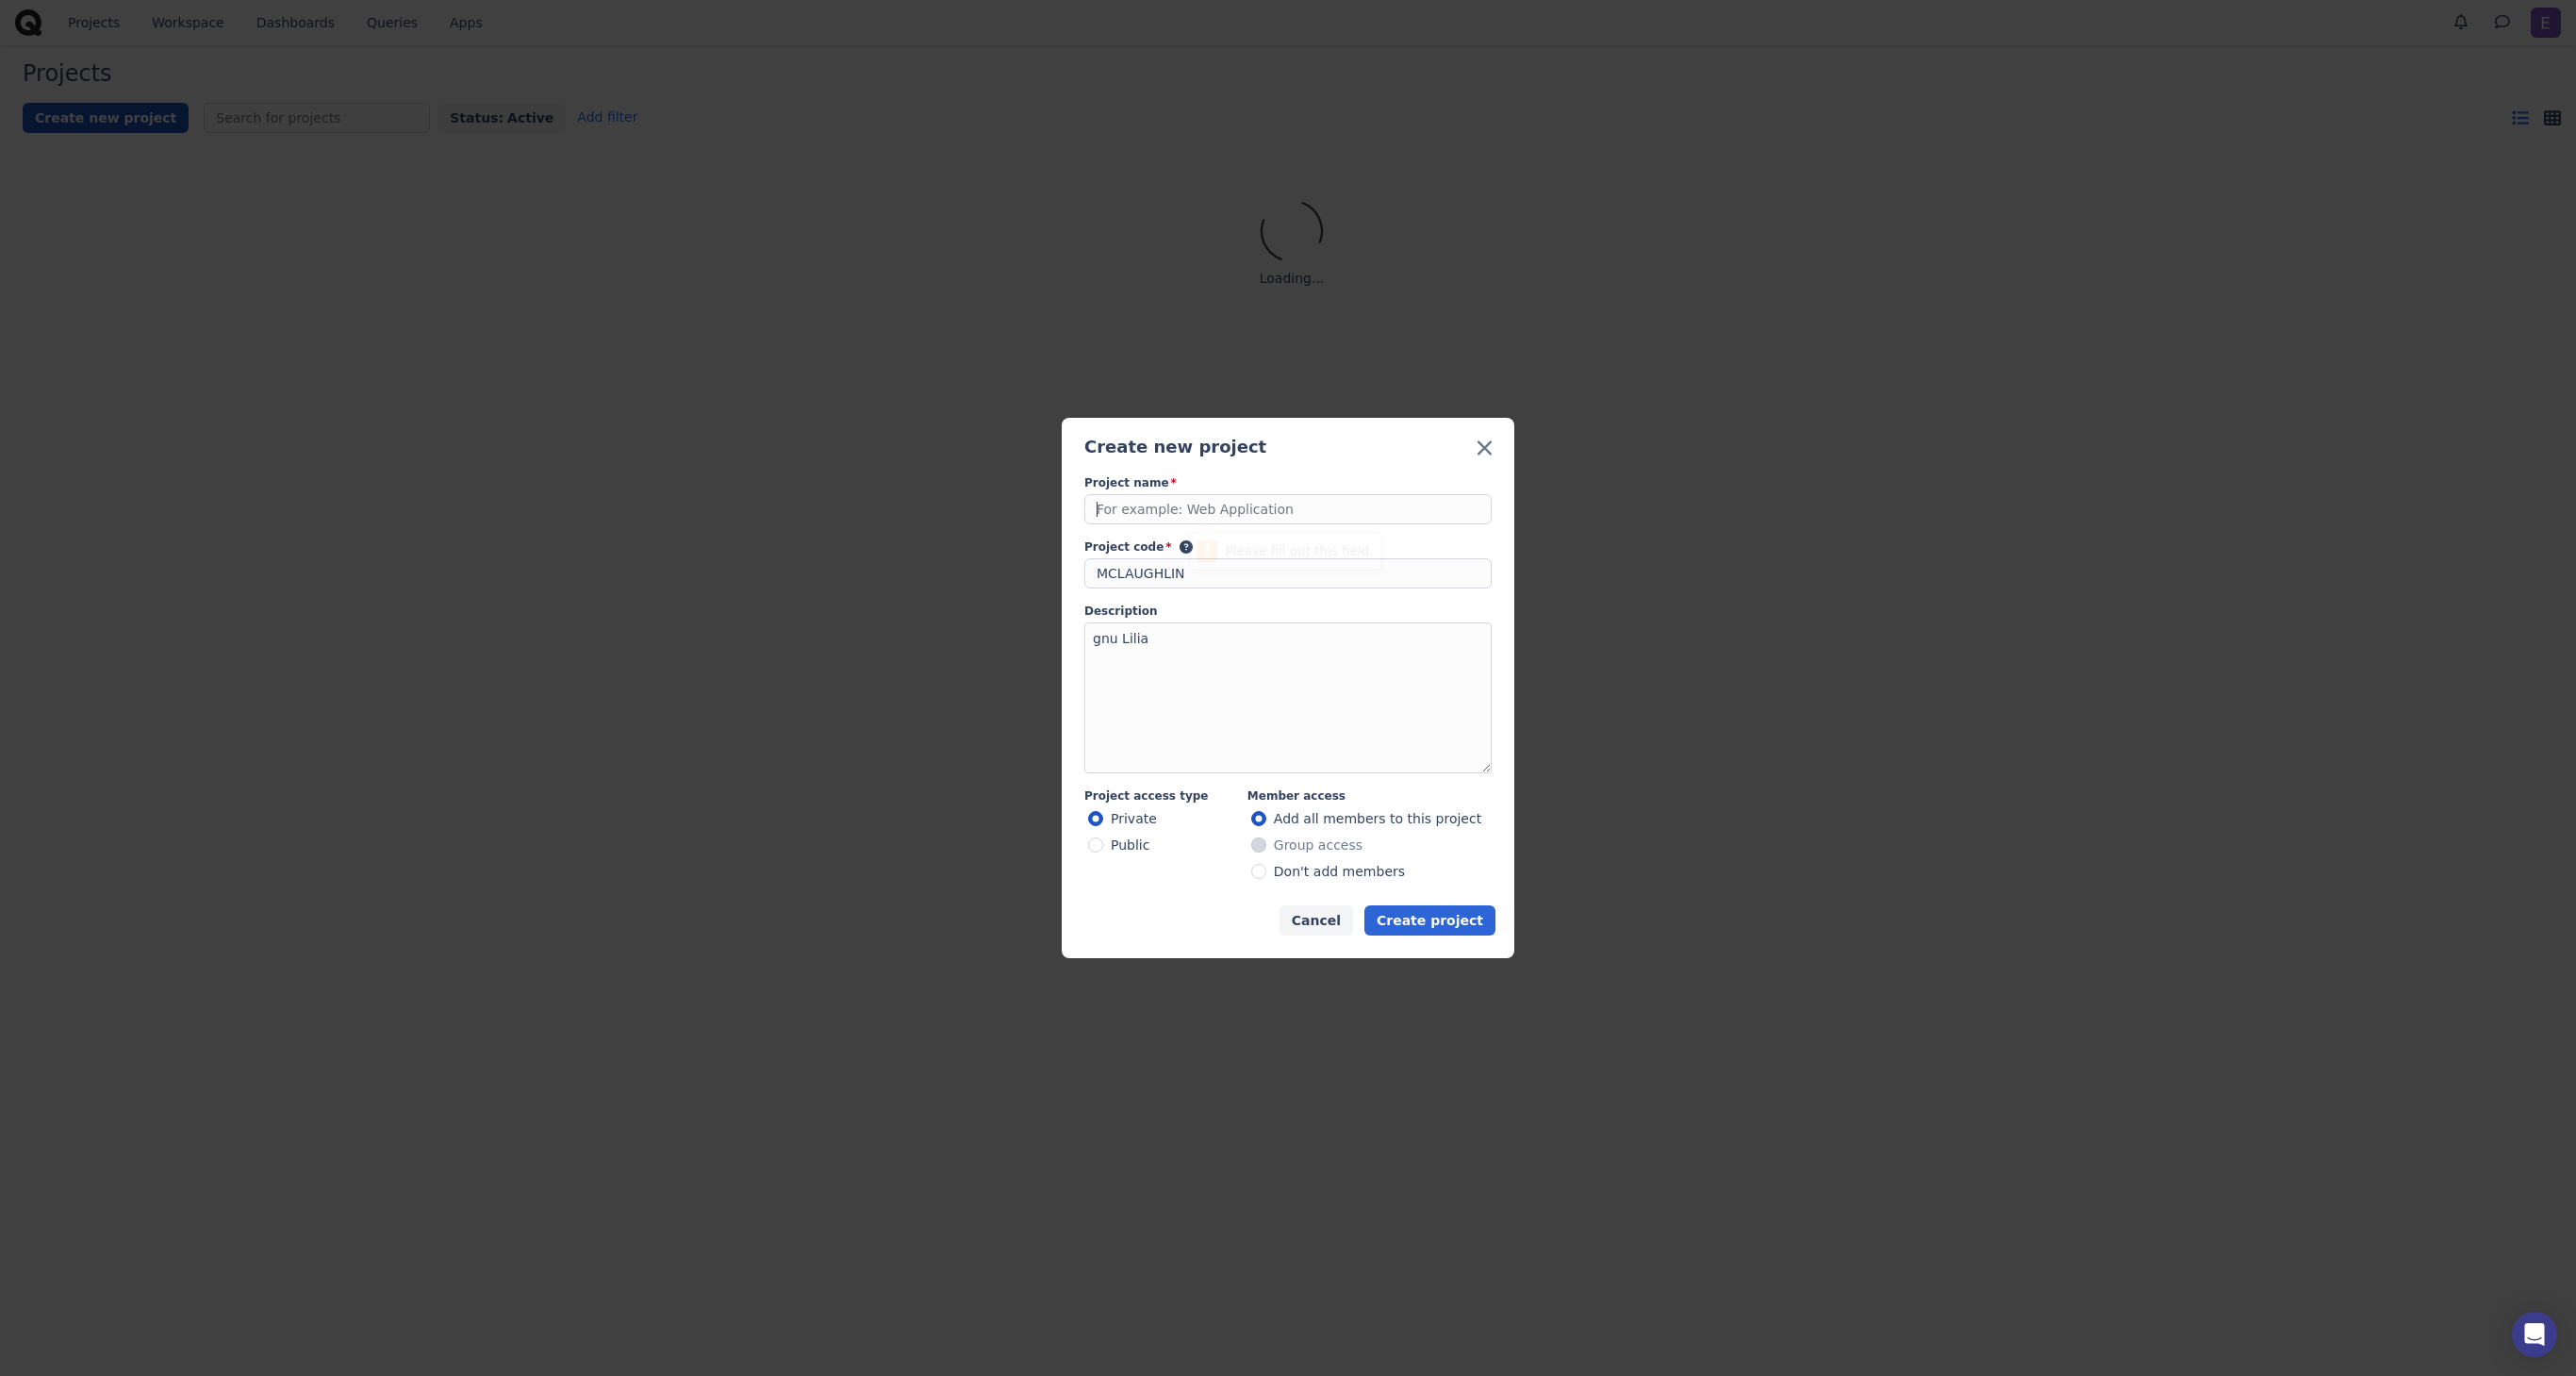 Projects Workspace Dashboards Queries Apps E
Projects
Create new project Search for projects Status: Active Add filter
Loading...
Create new project
Project name*
For example: Web Application
Project code* ?
Please fill out this field.
MCLAUGHLIN
Description
gnu Lilia
Project access type Member access
Private Add all members to this project
Public Group access
Don't add members
Cancel Create project